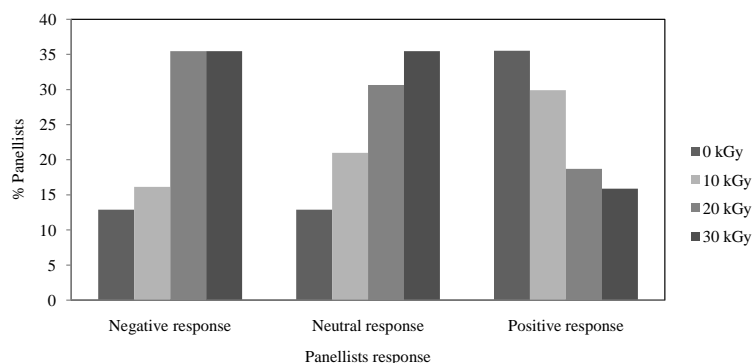 40
35
30
25
20
15
10
5
0
% Panellists
Negative response Neutral response Positive response
Panellists response
0 kGy
10 kGy
20 kGy
30 kGy